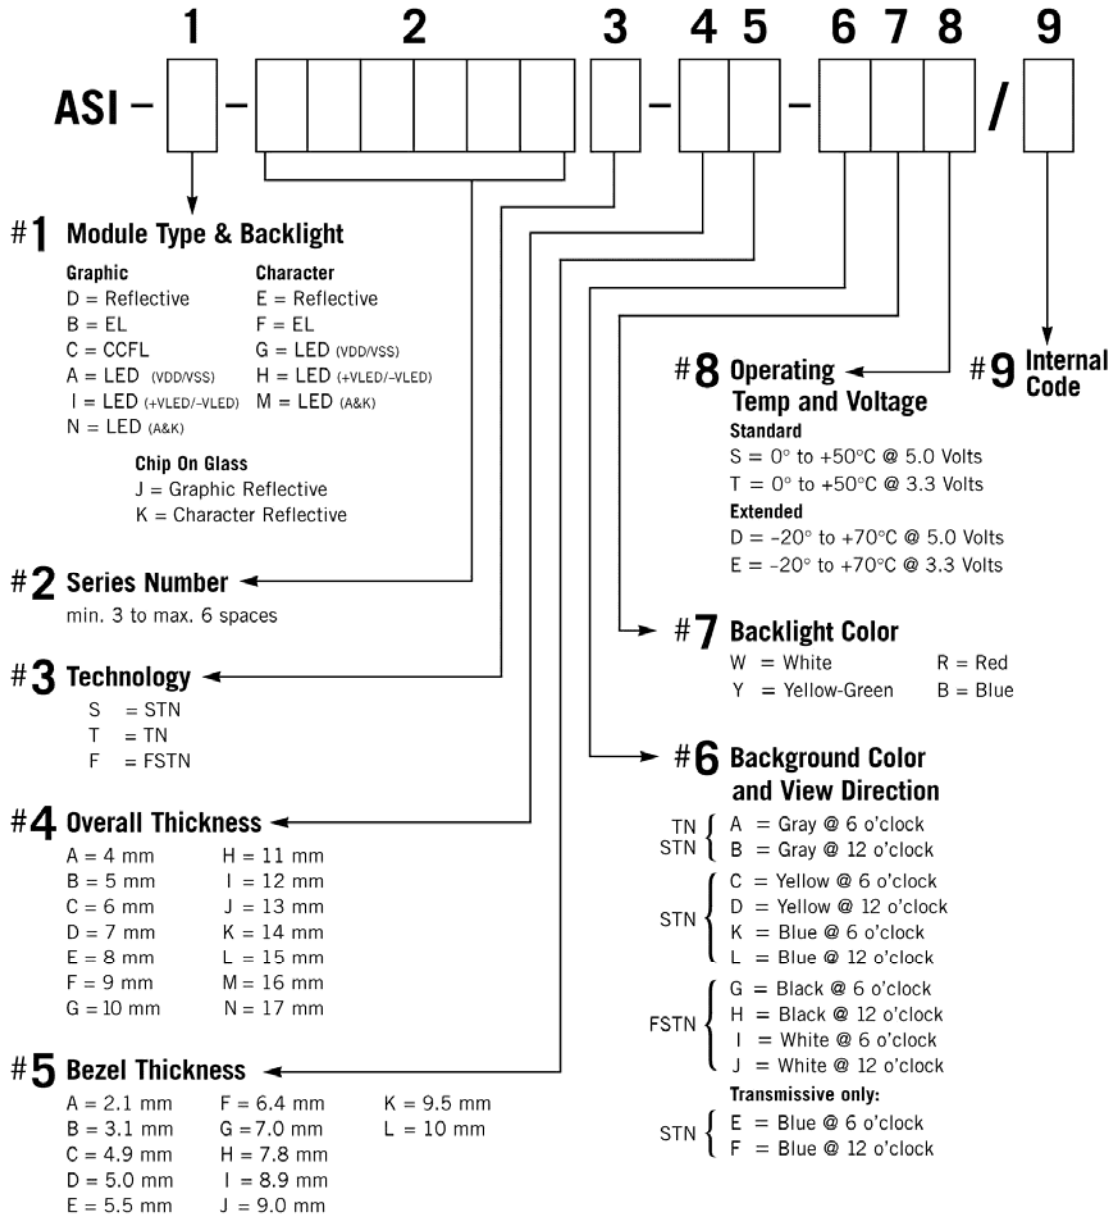 1 2 3 4 5 6 7 8 9
ASI – – – – /
#1 Module Type & Backlight
Graphic Character
D = Reflective E = Reflective
B = EL F = EL
C = CCFL G = LED (VDD/VSS)
A = LED (VDD/VSS) H = LED (+VLED/–VLED)
I = LED (+VLED/–VLED) M = LED (A&K)
N = LED (A&K)
Chip On Glass
J = Graphic Reflective
K = Character Reflective
#2 Series Number
min. 3 to max. 6 spaces
#3 Technology
S = STN
T = TN
F = FSTN
#4 Overall Thickness
A = 4 mm H = 11 mm
B = 5 mm I = 12 mm
C = 6 mm J = 13 mm
D = 7 mm K = 14 mm
E = 8 mm L = 15 mm
F = 9 mm M = 16 mm
G = 10 mm N = 17 mm
#5 Bezel Thickness
A = 2.1 mm F = 6.4 mm K = 9.5 mm
B = 3.1 mm G = 7.0 mm L = 10 mm
C = 4.9 mm H = 7.8 mm
D = 5.0 mm I = 8.9 mm
E = 5.5 mm J = 9.0 mm
#8 Operating
Temp and Voltage
Standard
S = 0° to +50°C @ 5.0 Volts
T = 0° to +50°C @ 3.3 Volts
Extended
D = –20° to +70°C @ 5.0 Volts
E = –20° to +70°C @ 3.3 Volts
#9 Internal
Code
#7 Backlight Color
W = White R = Red
Y = Yellow-Green B = Blue
#6 Background Color
and View Direction
TN A = Gray @ 6 o'clock
STN B = Gray @ 12 o'clock
C = Yellow @ 6 o'clock
STN D = Yellow @ 12 o'clock
K = Blue @ 6 o'clock
L = Blue @ 12 o'clock
G = Black @ 6 o'clock
FSTN H = Black @ 12 o'clock
I = White @ 6 o'clock
J = White @ 12 o'clock
Transmissive only:
STN E = Blue @ 6 o'clock
F = Blue @ 12 o'clock